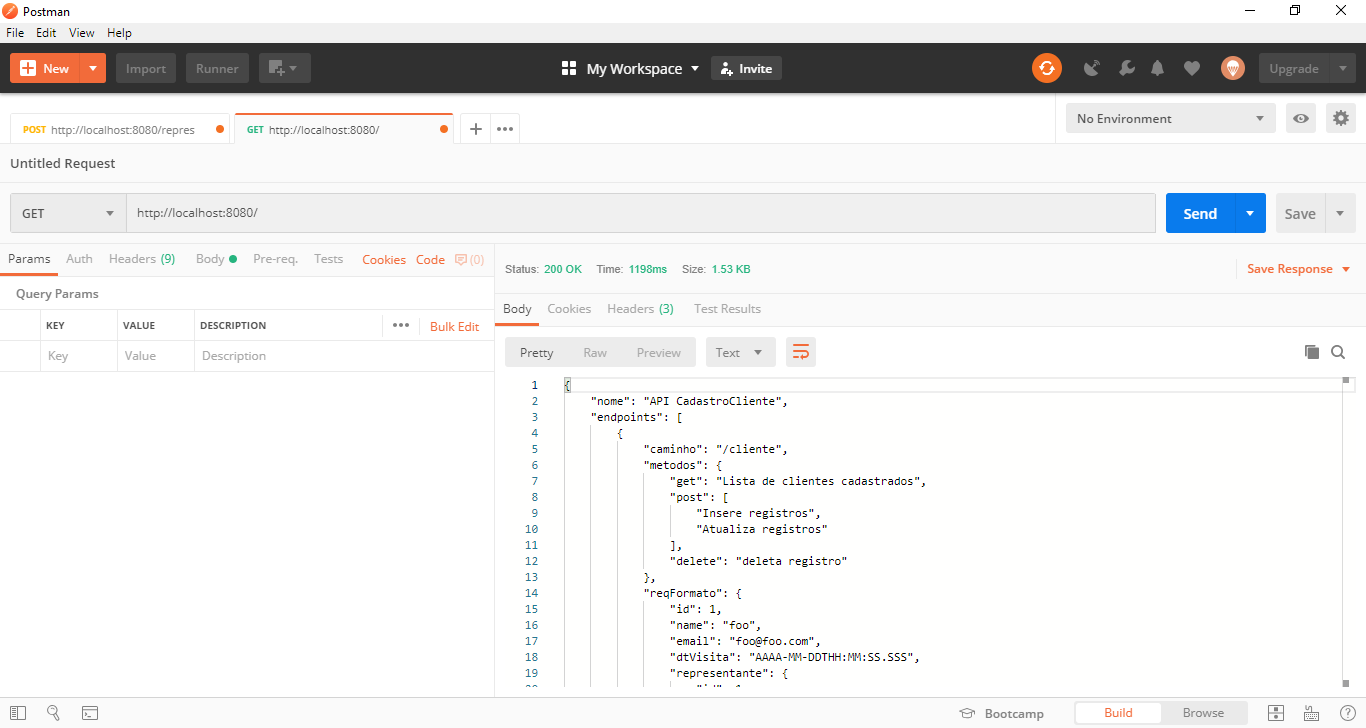 Postman
File Edit View Help
New Import Runner My Workspace Invite Upgrade
POST http://localhost:8080/repres GET http://localhost:8080/ No Environment
Untitled Request
GET http://localhost:8080/ Send Save
Params Auth Headers (9) Body Pre-req. Tests Cookies Code (0)
Status: 200 OK Time: 1198ms Size: 1.53 KB Save Response
Query Params
KEY VALUE DESCRIPTION Bulk Edit
Key Value Description
Body Cookies Headers (3) Test Results
Pretty Raw Preview Text
1 {
2 "nome": "API CadastroCliente",
3 "endpoints": [
4 {
5 "caminho": "/cliente",
6 "metodos": {
7 "get": "Lista de clientes cadastrados",
8 "post": [
9 "Insere registros",
10 "Atualiza registros"
11 ],
12 "delete": "deleta registro"
13 },
14 "reqFormato": {
15 "id": 1,
16 "name": "foo",
17 "email": "foo@foo.com",
18 "dtVisita": "AAAA-MM-DDTHH:MM:SS.SSS",
19 "representante": {
Bootcamp Build Browse